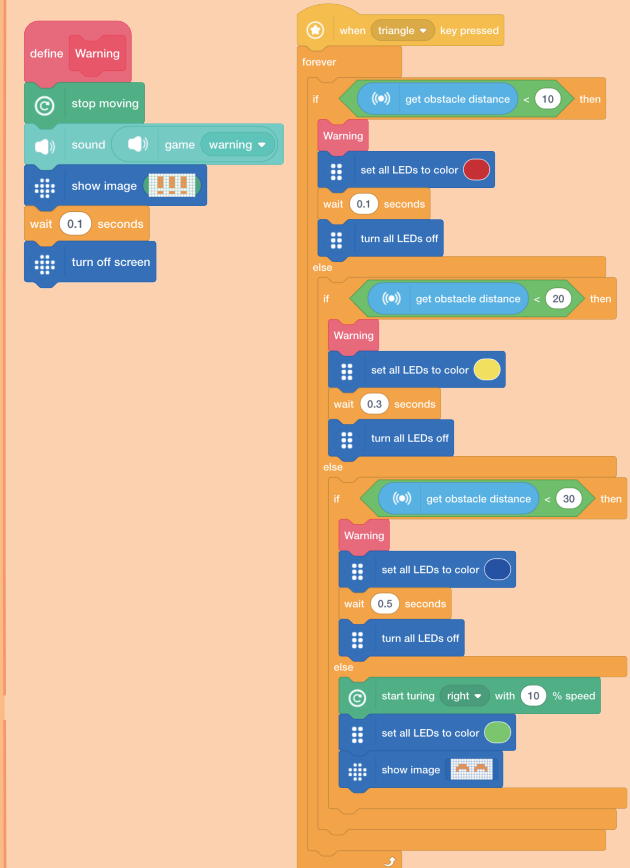 define Warning
stop moving
sound game warning
show image
wait 0.1 seconds
turn off screen
when triangle key pressed
forever
if get obstacle distance < 10 then
Warning
set all LEDs to color
wait 0.1 seconds
turn all LEDs off
else
if get obstacle distance < 20 then
Warning
set all LEDs to color
wait 0.3 seconds
turn all LEDs off
else
if get obstacle distance < 30 then
Warning
set all LEDs to color
wait 0.5 seconds
turn all LEDs off
else
start turing right with 10 % speed
set all LEDs to color
show image